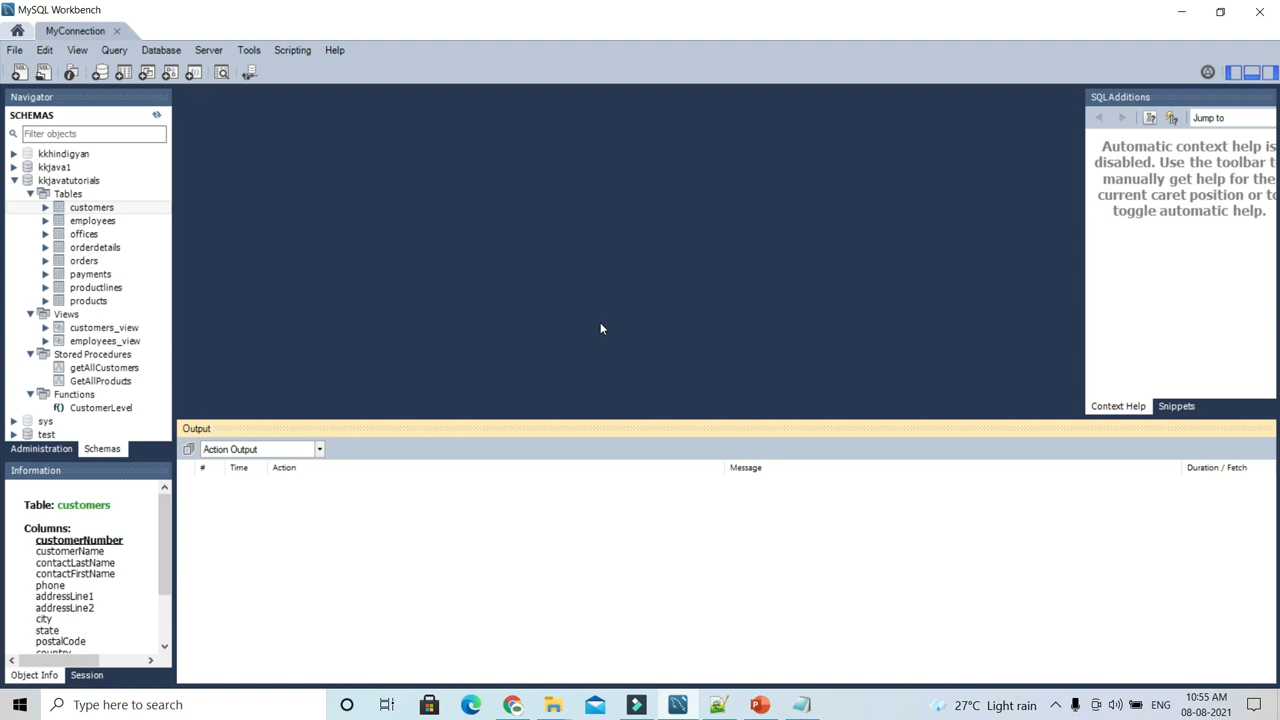 MySQL Workbench
MyConnection
File Edit View Query Database Server Tools Scripting Help
Navigator
SCHEMAS
Filter objects
kkhindigyan
kkjava1
kkjavatutorials
Tables
customers
employees
offices
orderdetails
orders
payments
productlines
products
Views
customers_view
employees_view
Stored Procedures
getAllCustomers
GetAllProducts
Functions
f() CustomerLevel
sys
test
Administration Schemas
Information
Table: customers
Columns:
customerNumber
customerName
contactLastName
contactFirstName
phone
addressLine1
addressLine2
city
state
postalCode
country
Object Info Session
SQLAdditions
Jump to
Automatic context help is
disabled. Use the toolbar t
manually get help for the
current caret position or to
toggle automatic help.
Context Help Snippets
Output
Action Output
# Time Action Message Duration / Fetch
Type here to search
27°C Light rain
ENG
10:55 AM
08-08-2021